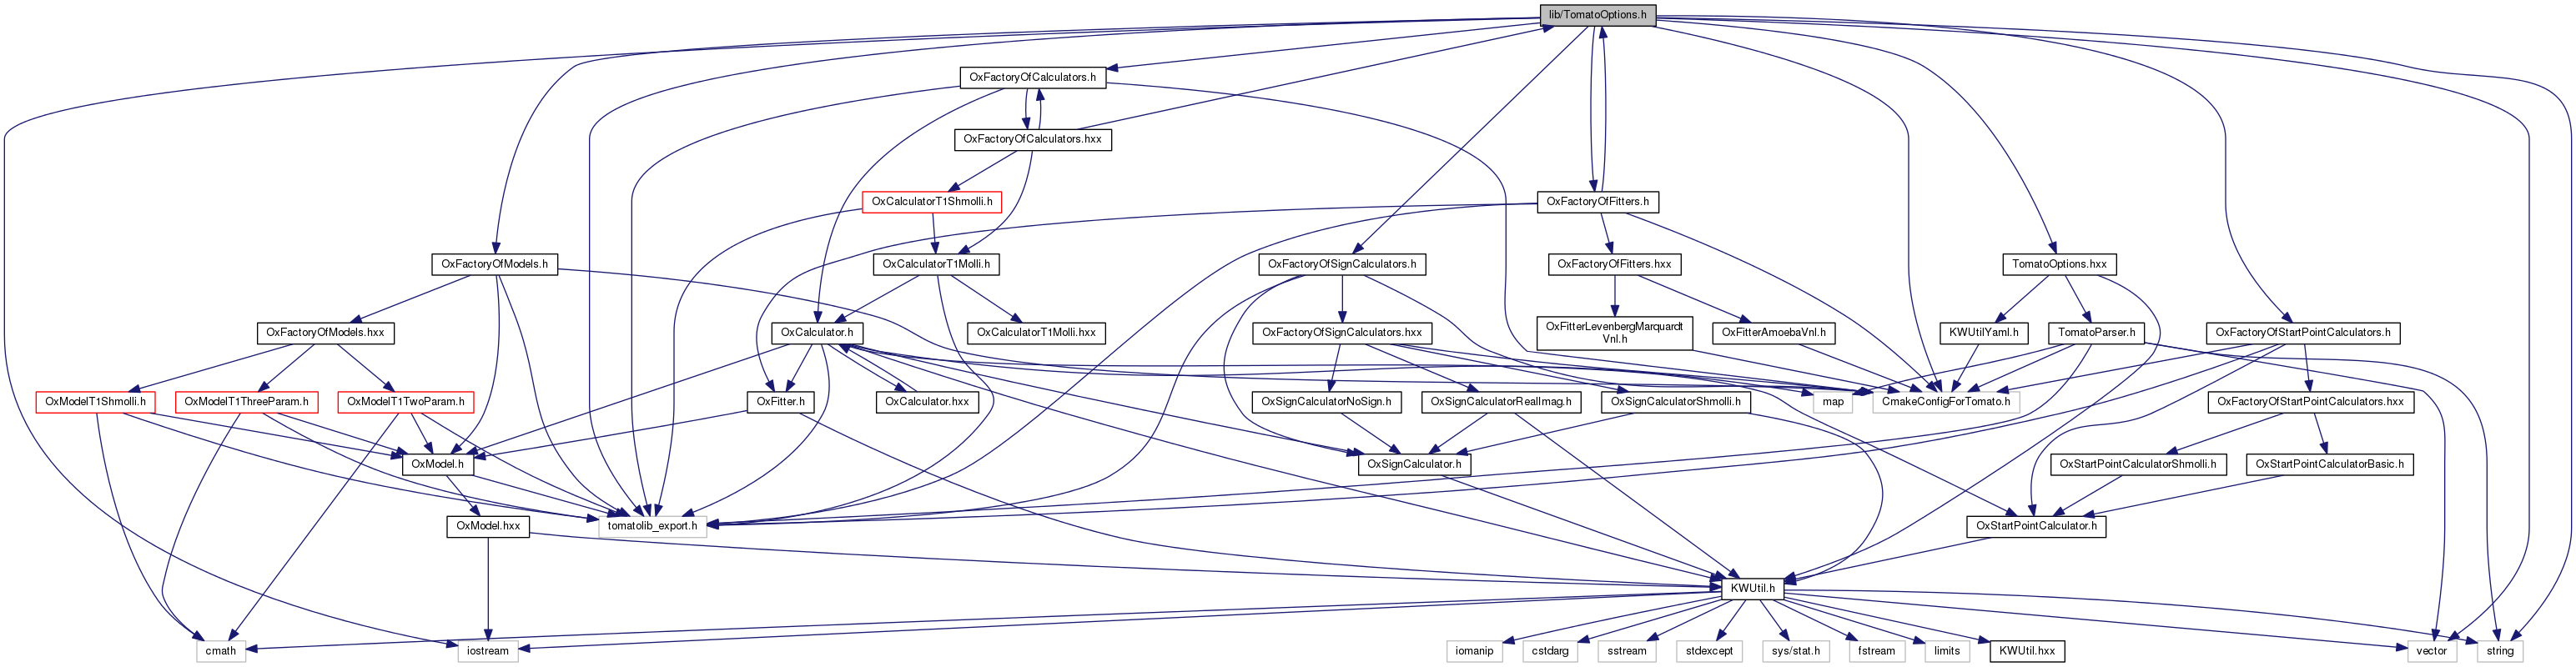 lib/TomatoOptions.h
OxFactoryOfCalculators.h
OxFactoryOfCalculators.hxx
OxCalculatorT1Shmolli.h
OxFactoryOfFitters.h
OxFactoryOfModels.h
OxCalculatorT1Molli.h
OxFactoryOfSignCalculators.h
OxFactoryOfFitters.hxx
TomatoOptions.hxx
OxFactoryOfModels.hxx
OxCalculator.h
OxCalculatorT1Molli.hxx
OxFactoryOfSignCalculators.hxx
OxFitterLevenbergMarquardt
Vnl.h
OxFitterAmoebaVnl.h
KWUtilYaml.h
TomatoParser.h
OxFactoryOfStartPointCalculators.h
OxModelT1Shmolli.h
OxModelT1ThreeParam.h
OxModelT1TwoParam.h
OxFitter.h
OxCalculator.hxx
OxSignCalculatorNoSign.h
OxSignCalculatorRealImag.h
OxSignCalculatorShmolli.h
map
CmakeConfigForTomato.h
OxFactoryOfStartPointCalculators.hxx
OxModel.h
OxSignCalculator.h
OxStartPointCalculatorShmolli.h
OxStartPointCalculatorBasic.h
OxModel.hxx
tomatolib_export.h
OxStartPointCalculator.h
KWUtil.h
cmath
iostream
iomanip
cstdarg
sstream
stdexcept
sys/stat.h
fstream
limits
KWUtil.hxx
vector
string